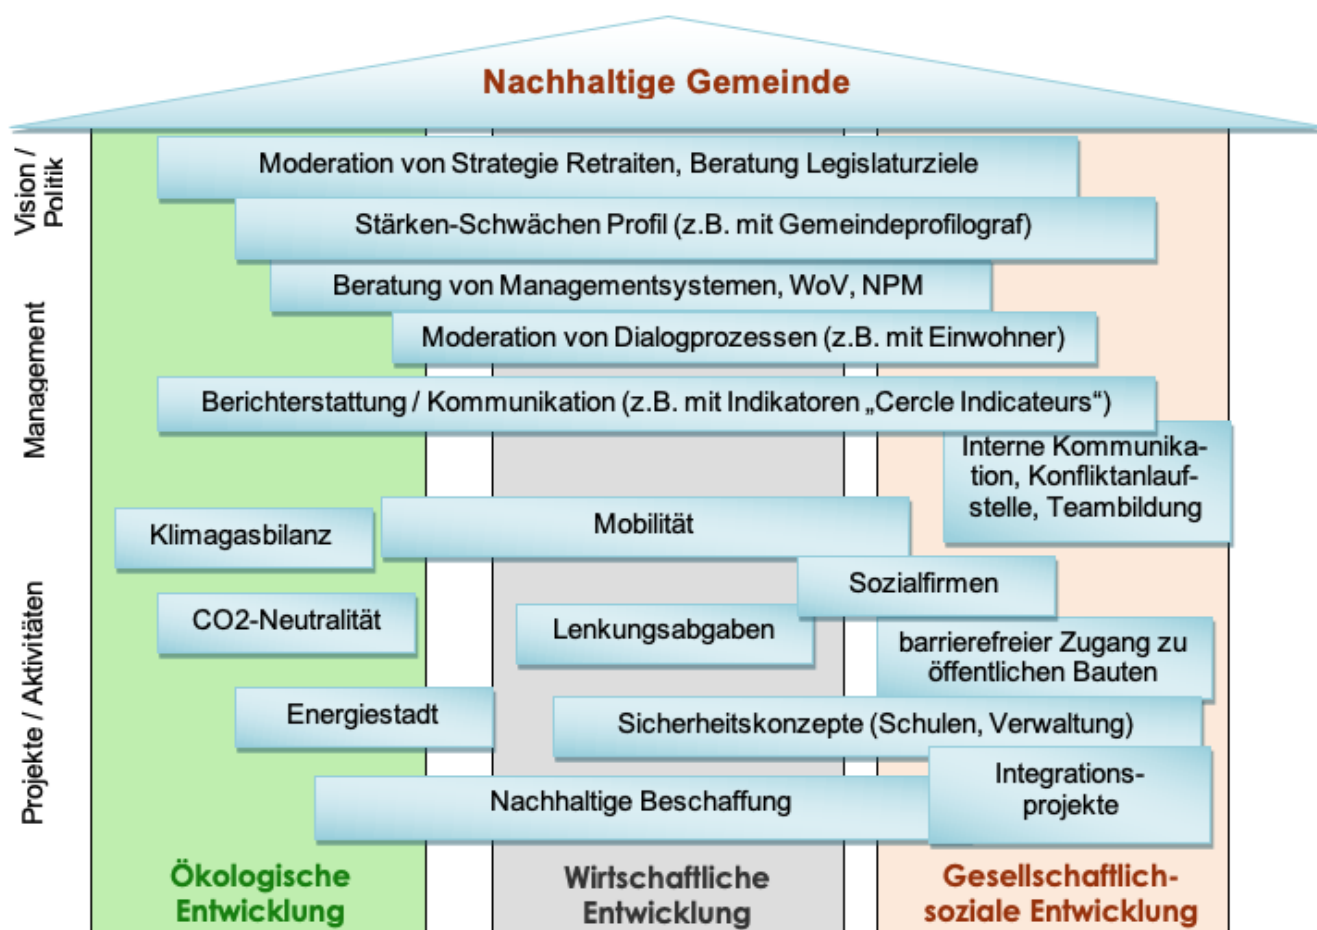 Nachhaltige Gemeinde
Vision /
Politik
Moderation von Strategie Retraiten, Beratung Legislaturziele
Stärken-Schwächen Profil (z.B. mit Gemeindeprofilograf)
Management
Beratung von Managementsystemen, WoV, NPM
Moderation von Dialogprozessen (z.B. mit Einwohner)
Berichterstattung / Kommunikation (z.B. mit Indikatoren „Cercle Indicateurs“)
Interne Kommunika-
tion, Konfliktanlauf-
stelle, Teambildung
Projekte / Aktivitäten
Klimagasbilanz
Mobilität
Sozialfirmen
CO2-Neutralität
Lenkungsabgaben
barrierefreier Zugang zu
öffentlichen Bauten
Energiestadt
Sicherheitskonzepte (Schulen, Verwaltung)
Nachhaltige Beschaffung
Integrations-
projekte
Ökologische
Entwicklung
Wirtschaftliche
Entwicklung
Gesellschaftlich-
soziale Entwicklung